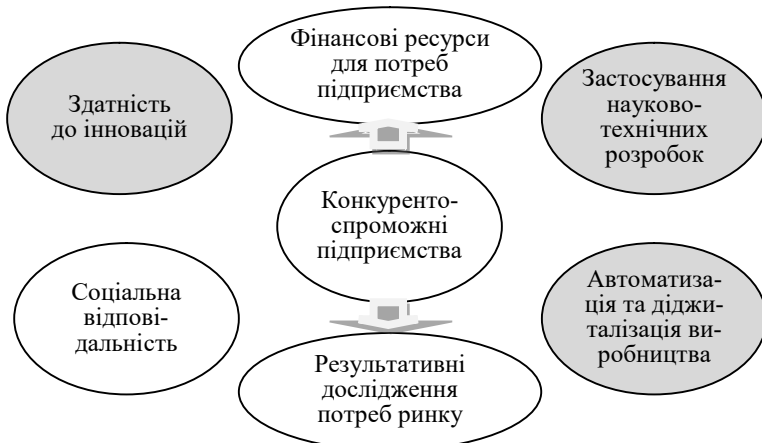 Фінансові ресурси
для потреб
підприємства
Здатність
до інновацій
Застосування
науково-
технічних
розробок
Конкуренто-
спроможні
підприємства
Соціальна
відпові-
дальність
Автоматиза-
ція та діджи-
талізація ви-
робництва
Результативні
дослідження
потреб ринку